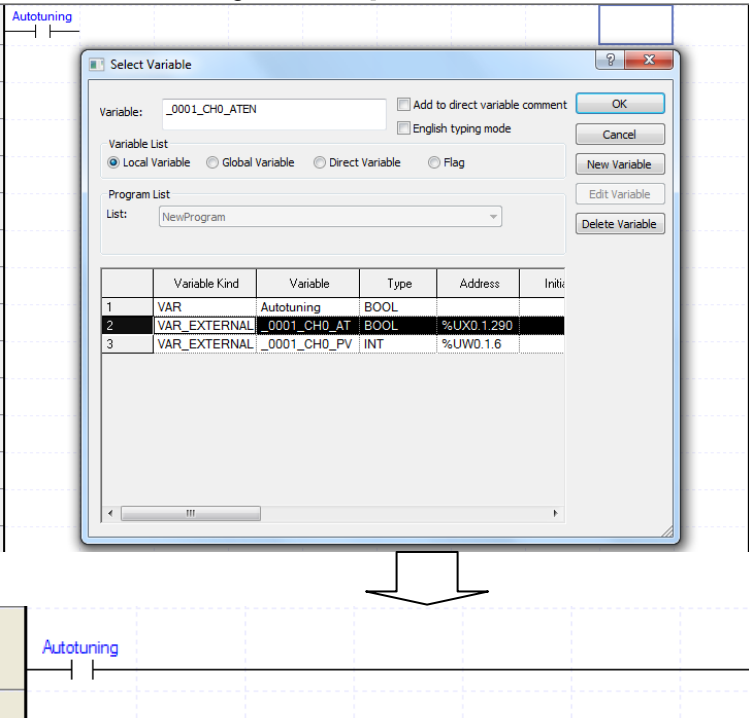 Autotuning
Select Variable
Variable: _0001_CH0_ATEN
Add to direct variable comment
English typing mode
OK
Cancel
New Variable
Edit Variable
Delete Variable
Variable List
Local Variable Global Variable Direct Variable Flag
Program List
List: NewProgram
Variable Kind Variable Type Address Initia
1 VAR Autotuning BOOL
2 VAR_EXTERNAL _0001_CH0_AT BOOL %UX0.1.290
3 VAR_EXTERNAL _0001_CH0_PV INT %UW0.1.6
Autotuning